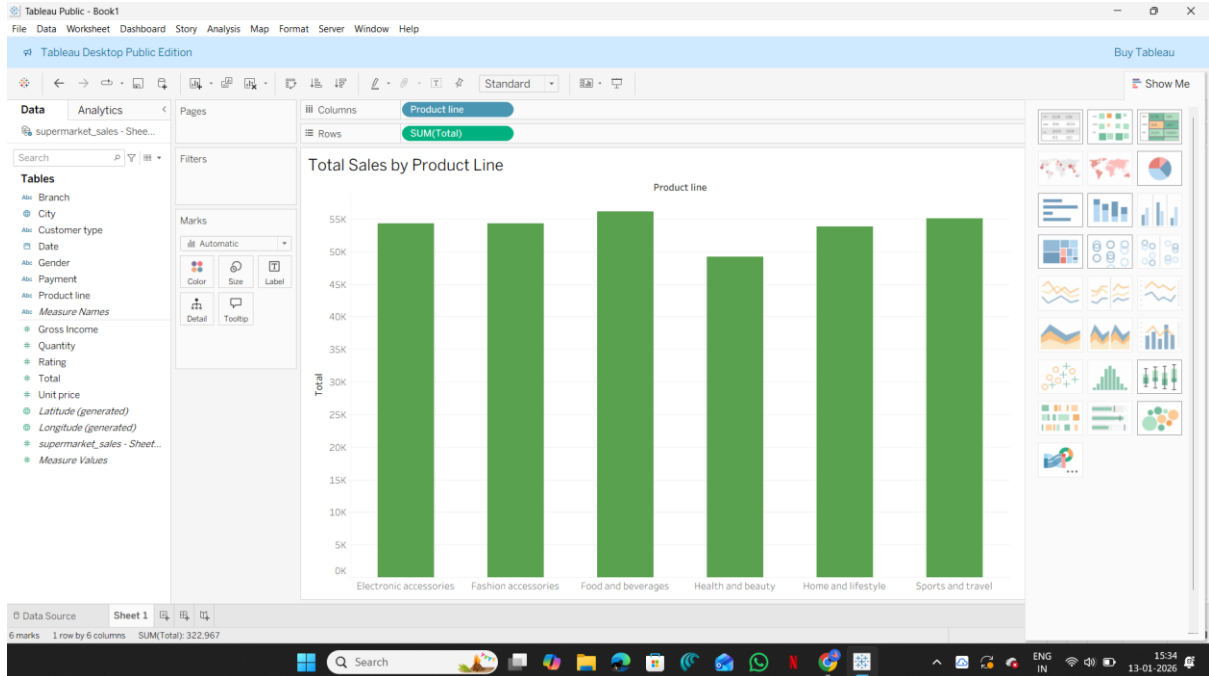 Tableau Public - Book1
File Data Worksheet Dashboard Story Analysis Map Format Server Window Help
Tableau Desktop Public Edition
Buy Tableau
Standard
Show Me
Data Analytics
supermarket_sales - Shee...
Search
Tables
Abc Branch
City
Abc Customer type
Date
Abc Gender
Abc Payment
Abc Product line
Abc Measure Names
# Gross Income
# Quantity
# Rating
# Total
# Unit price
Latitude (generated)
Longitude (generated)
# supermarket_sales - Sheet...
# Measure Values
Pages
Filters
Marks
Automatic
Color Size Label
Detail Tooltip
Columns Product line
Rows SUM(Total)
Total Sales by Product Line
Product line
55K
50K
45K
40K
35K
30K
25K
20K
15K
10K
5K
0K
Total
Electronic accessories Fashion accessories Food and beverages Health and beauty Home and lifestyle Sports and travel
Data Source Sheet 1
6 marks 1 row by 6 columns SUM(Total): 322,967
Search
ENG
IN
15:34
13-01-2026